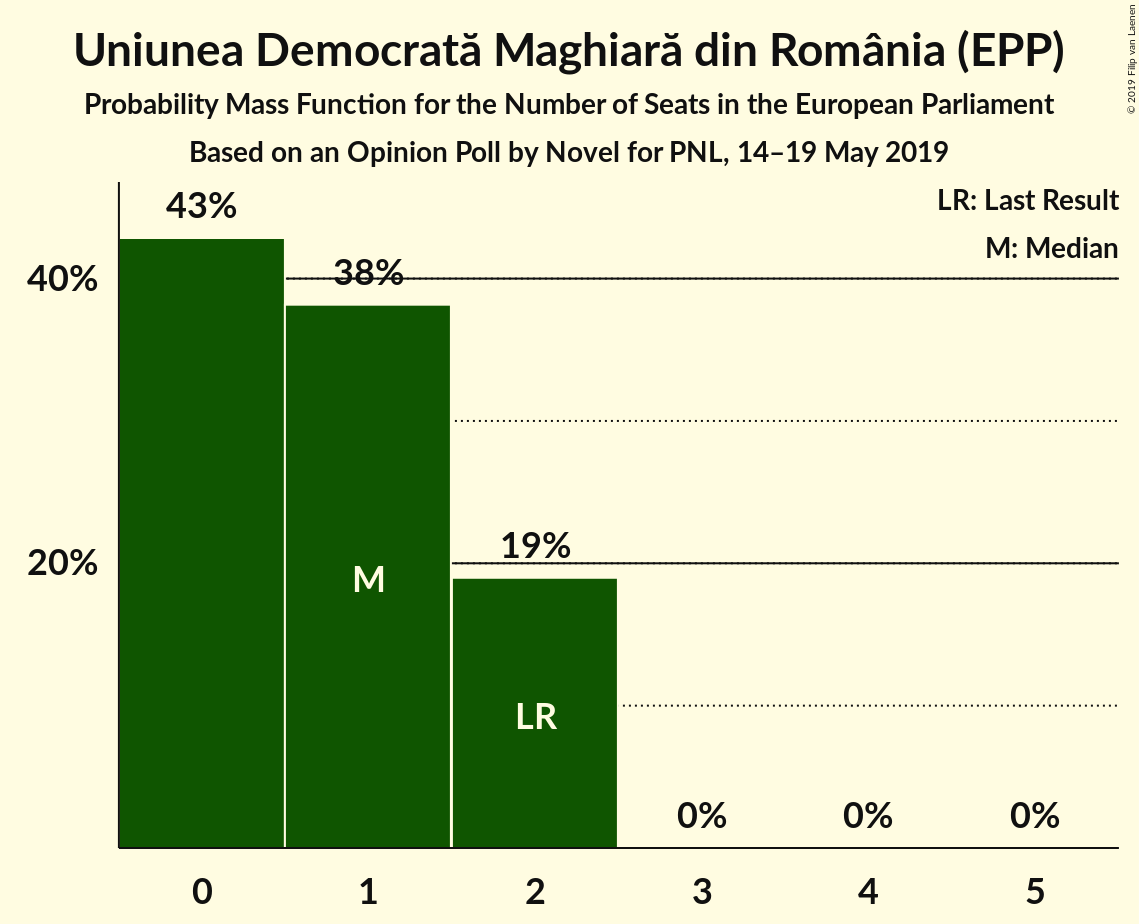 Uniunea Democrată Maghiară din România (EPP)
Probability Mass Function for the Number of Seats in the European Parliament
Based on an Opinion Poll by Novel for PNL, 14–19 May 2019
© 2019 Filip van Laenen
LR: Last Result
M: Median
43%
38%
40%
19%
20%
M
LR
0%
0%
0%
0
1
2
3
4
5